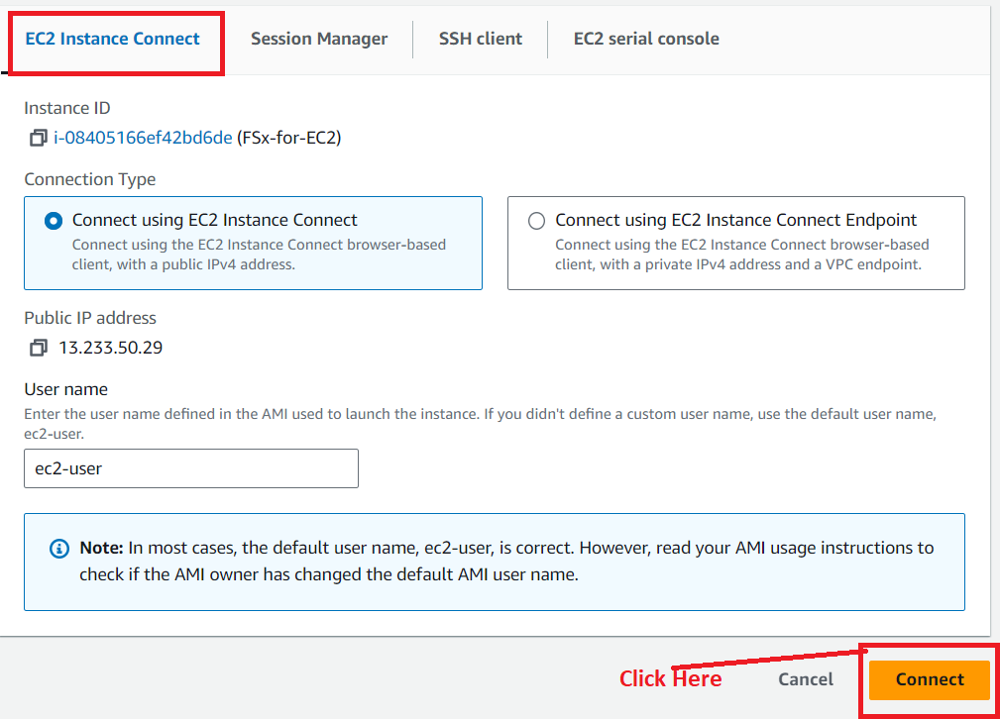 EC2 Instance Connect
Session Manager
SSH client
EC2 serial console
Instance ID
i-08405166ef42bd6de (FSx-for-EC2)
Connection Type
Connect using EC2 Instance Connect
Connect using the EC2 Instance Connect browser-based
client, with a public IPv4 address.
Connect using EC2 Instance Connect Endpoint
Connect using the EC2 Instance Connect browser-based
client, with a private IPv4 address and a VPC endpoint.
Public IP address
13.233.50.29
User name
Enter the user name defined in the AMI used to launch the instance. If you didn't define a custom user name, use the default user name,
ec2-user.
ec2-user
Note: In most cases, the default user name, ec2-user, is correct. However, read your AMI usage instructions to
check if the AMI owner has changed the default AMI user name.
Click Here
Cancel
Connect